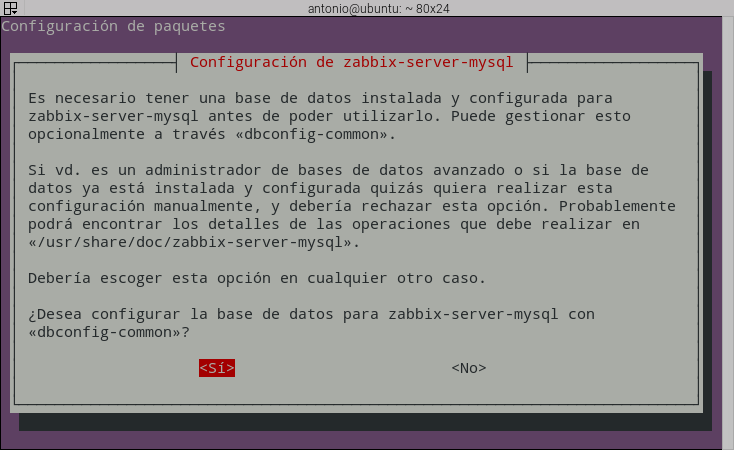 antonio@ubuntu: ~ 80x24
Configuración de paquetes
Configuración de zabbix-server-mysql
Es necesario tener una base de datos instalada y configurada para
zabbix-server-mysql antes de poder utilizarlo. Puede gestionar esto
opcionalmente a través «dbconfig-common».
Si vd. es un administrador de bases de datos avanzado o si la base de
datos ya está instalada y configurada quizás quiera realizar esta
configuración manualmente, y debería rechazar esta opción. Probablemente
podrá encontrar los detalles de las operaciones que debe realizar en
«/usr/share/doc/zabbix-server-mysql».
Debería escoger esta opción en cualquier otro caso.
¿Desea configurar la base de datos para zabbix-server-mysql con
«dbconfig-common»?
<Sí> <No>